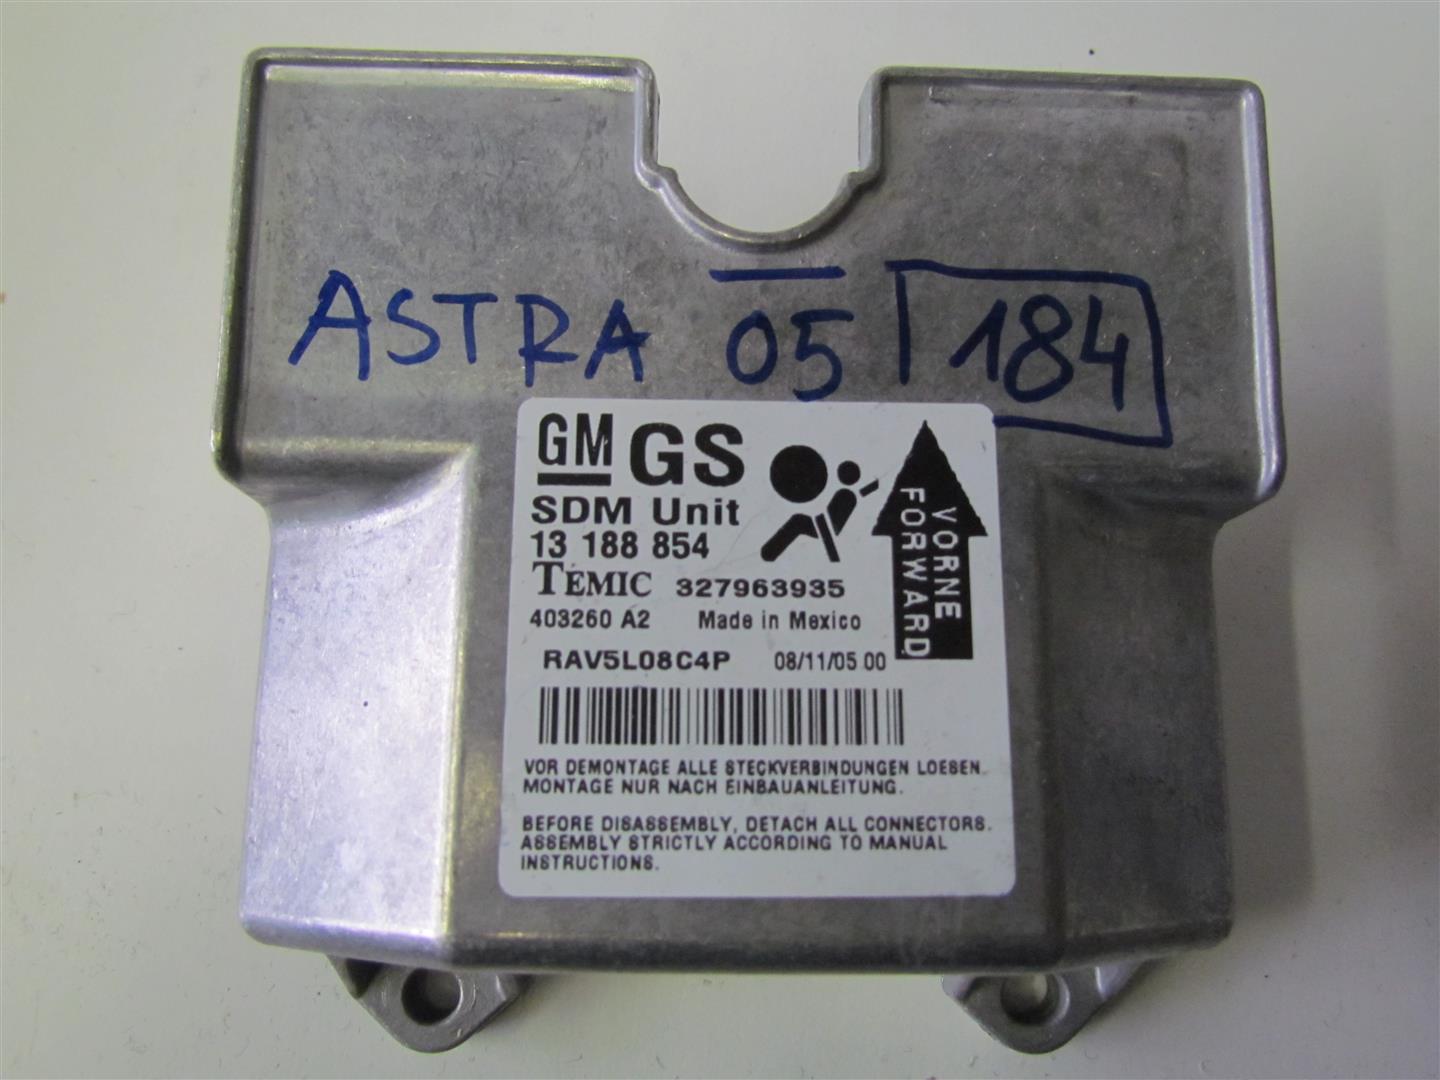 ASTRA 05 184
GM GS
SDM Unit
13 188 854
TEMIC 327963935
403260 A2 Made in Mexico
RAV5L08C4P 08/11/05 00
VORNE
FORWARD
VOR DEMONTAGE ALLE STECKVERBINDUNGEN LOESEN.
MONTAGE NUR NACH EINBAUANLEITUNG.
BEFORE DISASSEMBLY, DETACH ALL CONNECTORS.
ASSEMBLY STRICTLY ACCORDING TO MANUAL
INSTRUCTIONS.